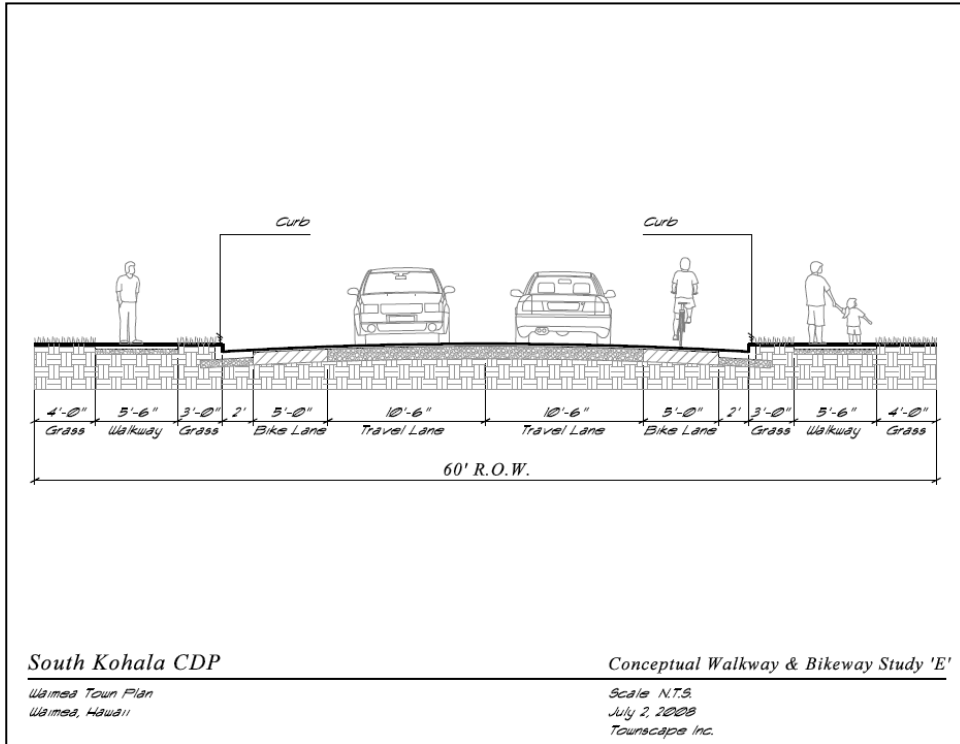 Curb Curb
4'-0" 5'-6" 3'-0" 2' 5'-0" 10'-6" 10'-6" 5'-0" 2' 3'-0" 5'-6" 4'-0"
Grass Walkway Grass Bike Lane Travel Lane Travel Lane Bike Lane Grass Walkway Grass
60' R.O.W.
South Kohala CDP
Waimea Town Plan
Waimea, Hawaii
Conceptual Walkway & Bikeway Study 'E'
Scale N.T.S.
July 2, 2008
Townscape Inc.